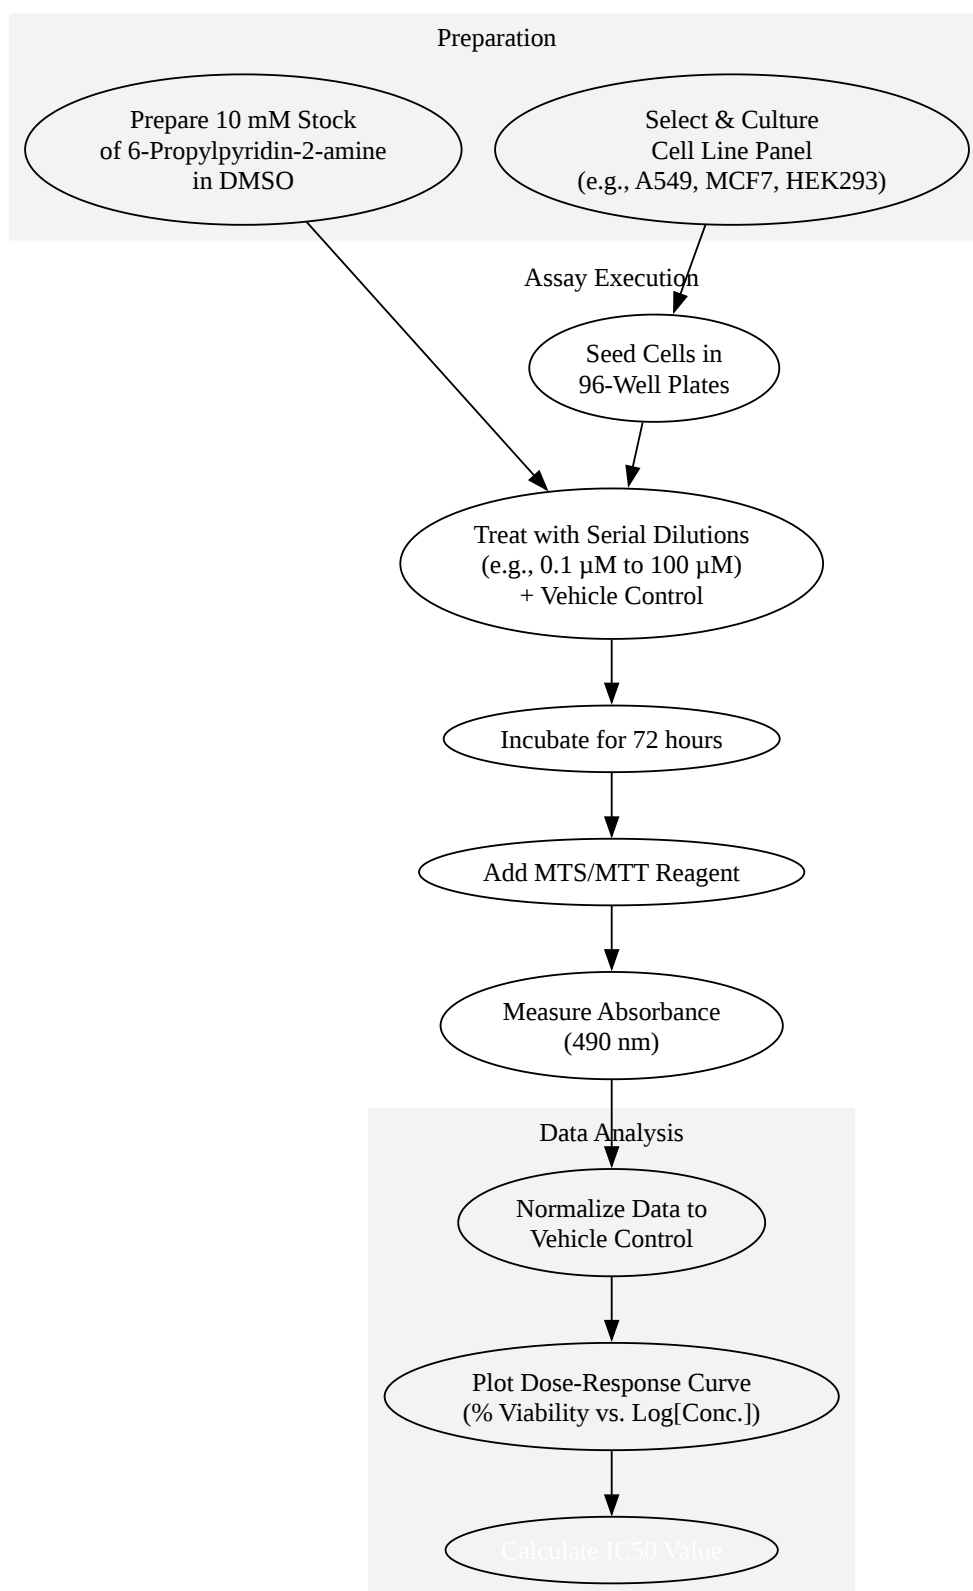 Preparation
Prepare 10 mM Stock
of 6-Propylpyridin-2-amine
in DMSO
Select & Culture
Cell Line Panel
(e.g., A549, MCF7, HEK293)
Assay Execution
Seed Cells in
96-Well Plates
Treat with Serial Dilutions
(e.g., 0.1 µM to 100 µM)
+ Vehicle Control
Incubate for 72 hours
Add MTS/MTT Reagent
Measure Absorbance
(490 nm)
Data Analysis
Normalize Data to
Vehicle Control
Plot Dose-Response Curve
(% Viability vs. Log[Conc.])
Calculate IC50 Value